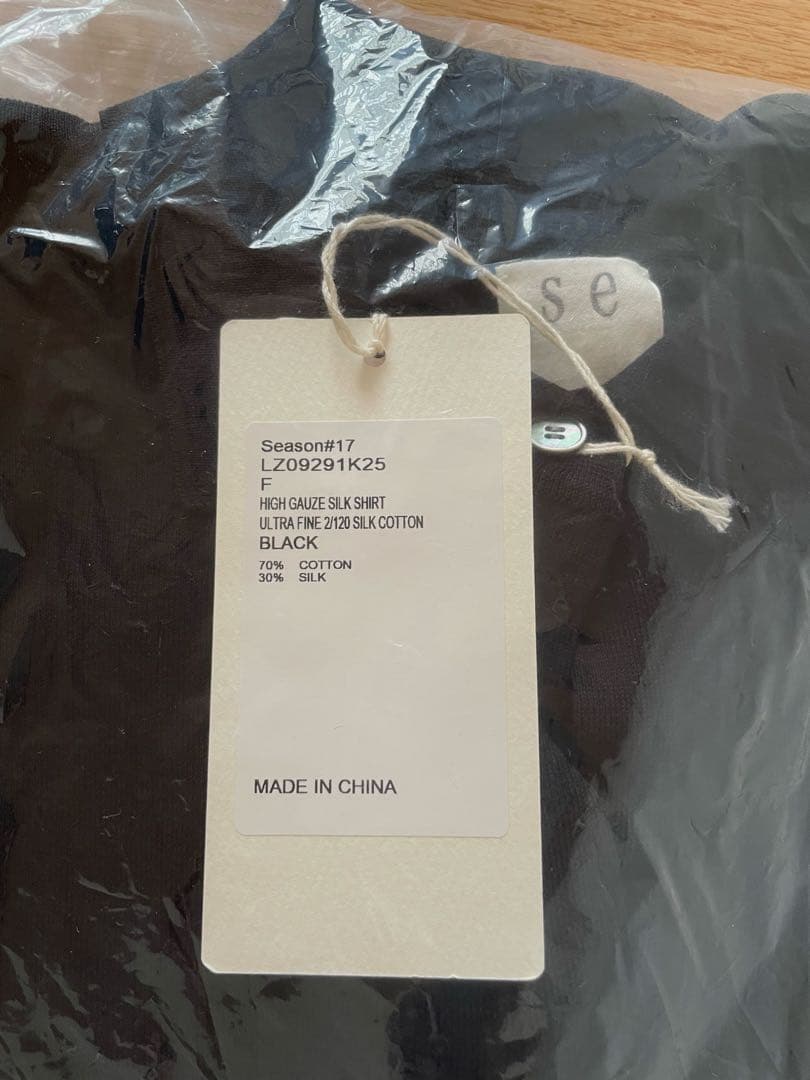 se
Season#17
LZ09291K25
F
HIGH GAUZE SILK SHIRT
ULTRA FINE 2/120 SILK COTTON
BLACK
70% COTTON
30% SILK
MADE IN CHINA